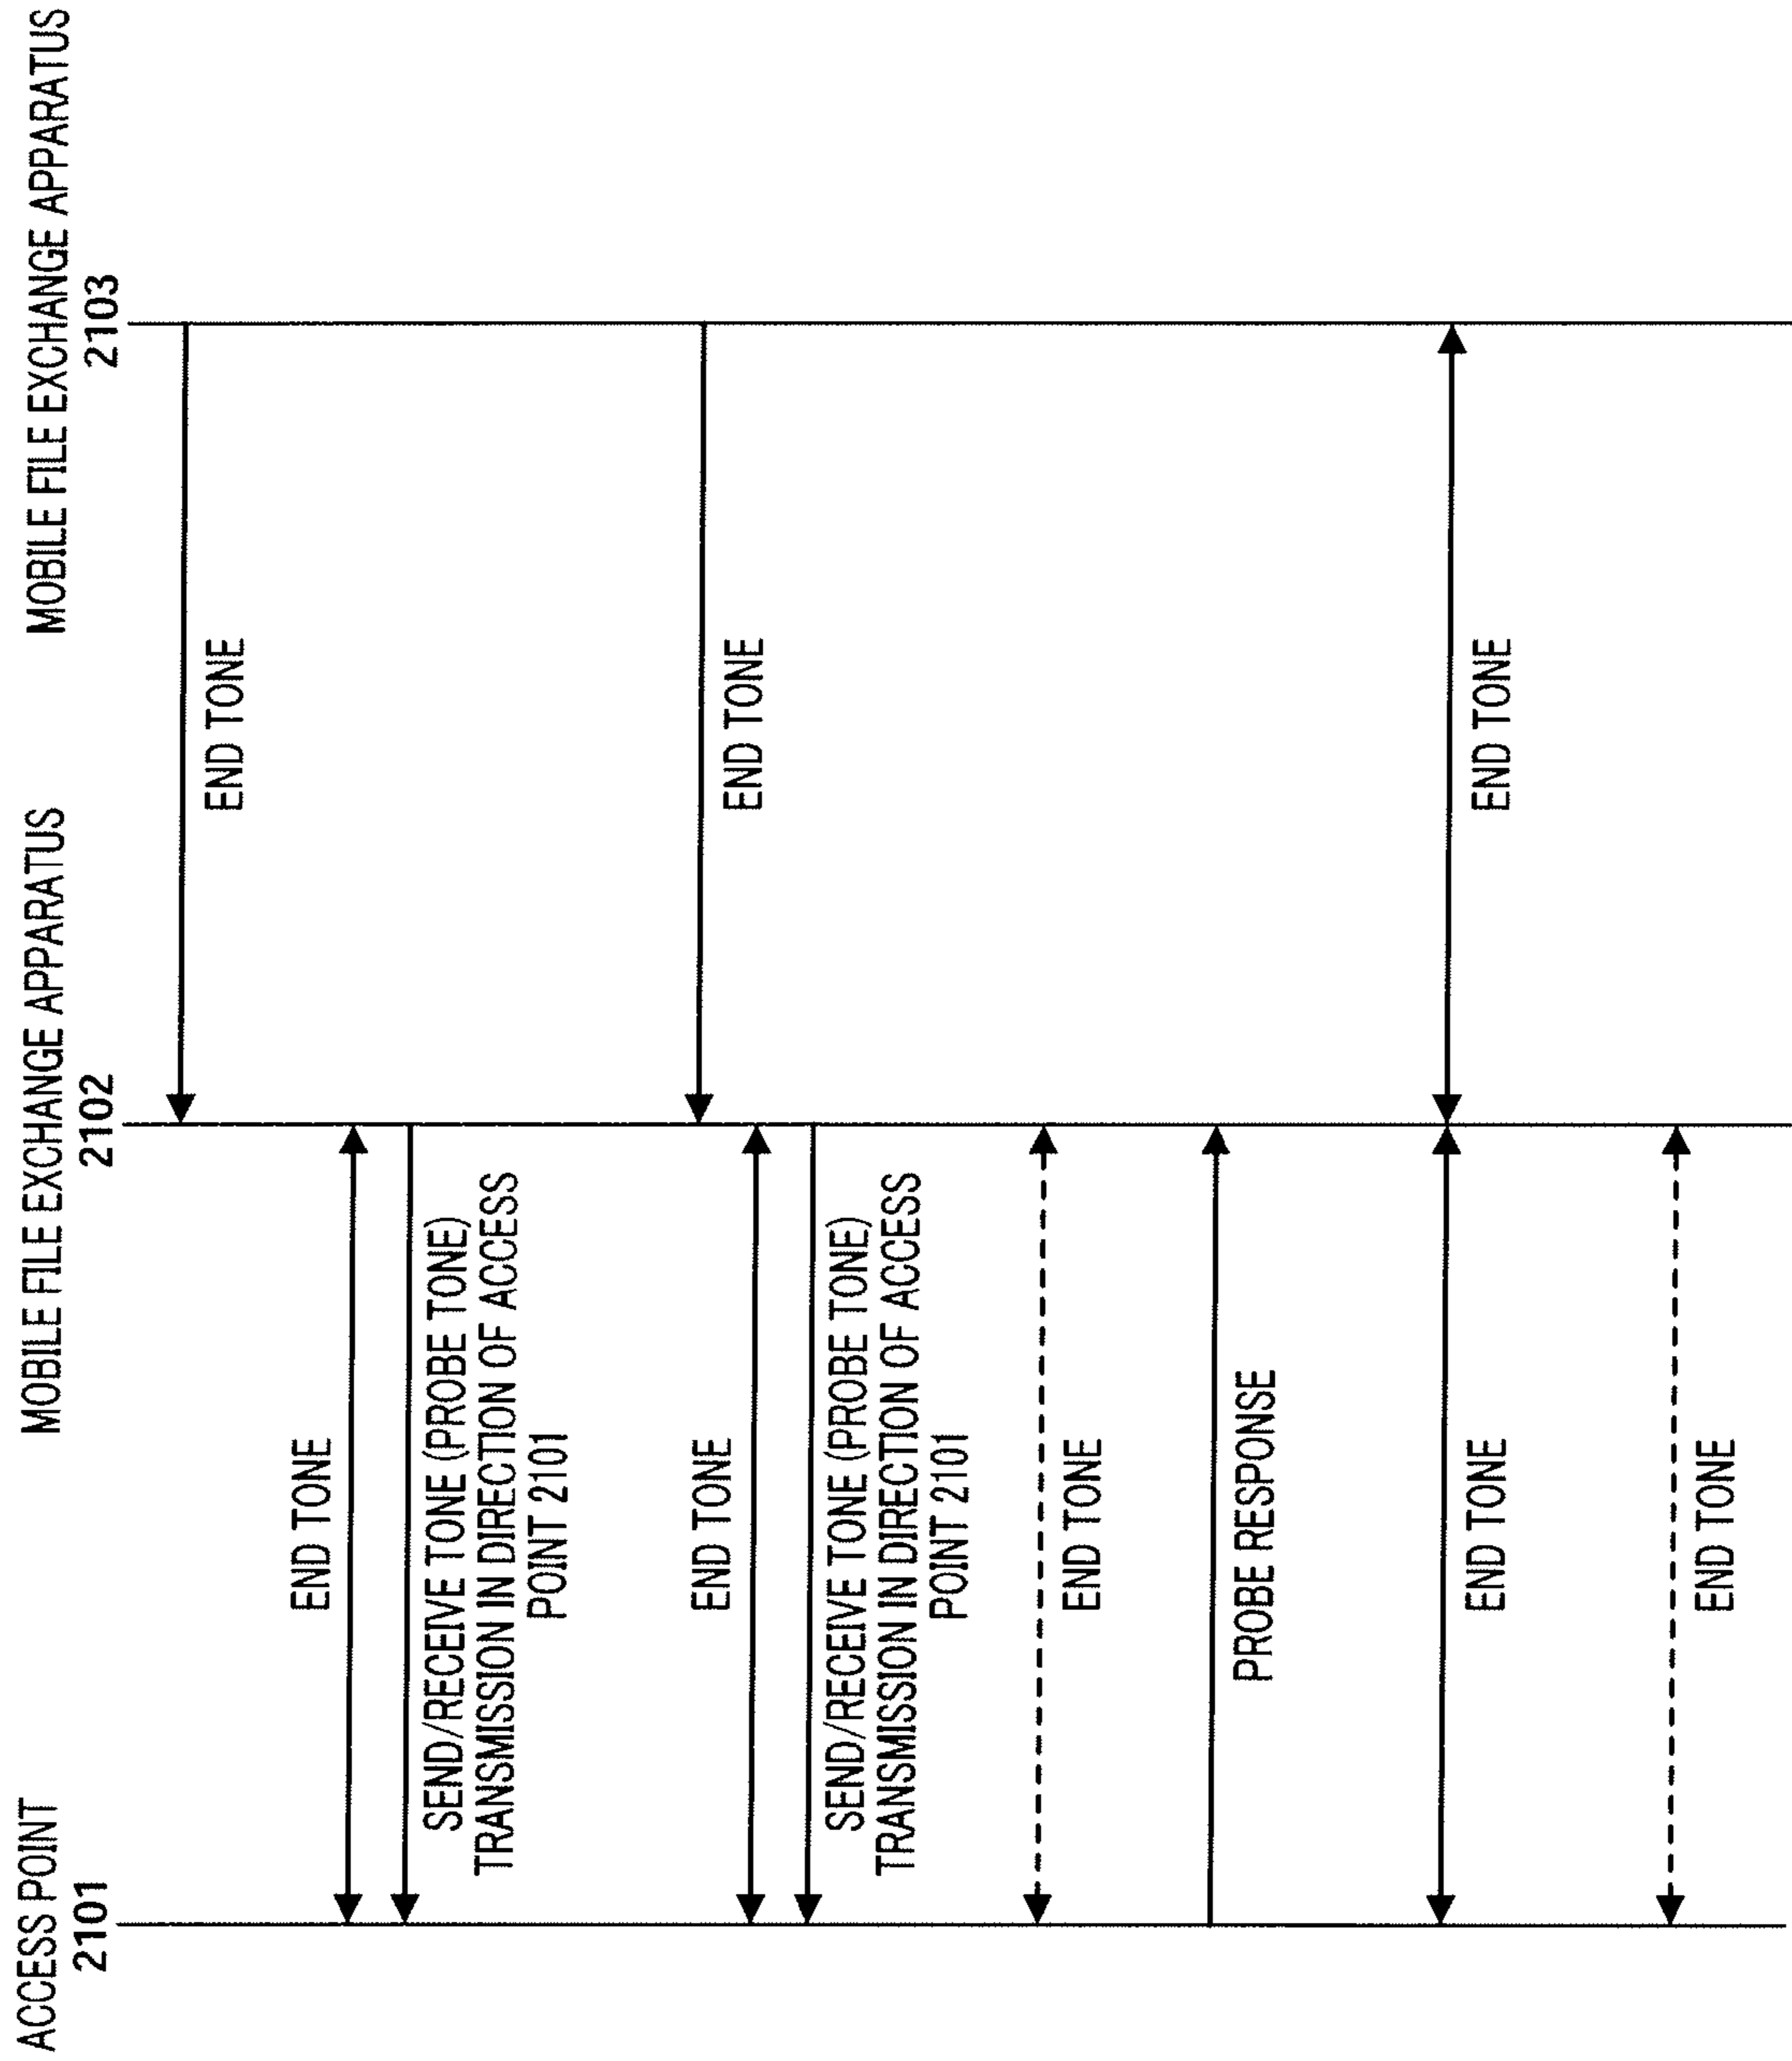 ACCESS POINT
2101
MOBILE FILE EXCHANGE APPARATUS
2102
MOBILE FILE EXCHANGE APPARATUS
2103
END TONE
END TONE
SEND/RECEIVE TONE (PROBE TONE)
TRANSMISSION IN DIRECTION OF ACCESS
POINT 2101
END TONE
END TONE
SEND/RECEIVE TONE (PROBE TONE)
TRANSMISSION IN DIRECTION OF ACCESS
POINT 2101
END TONE
PROBE RESPONSE
END TONE
END TONE
END TONE